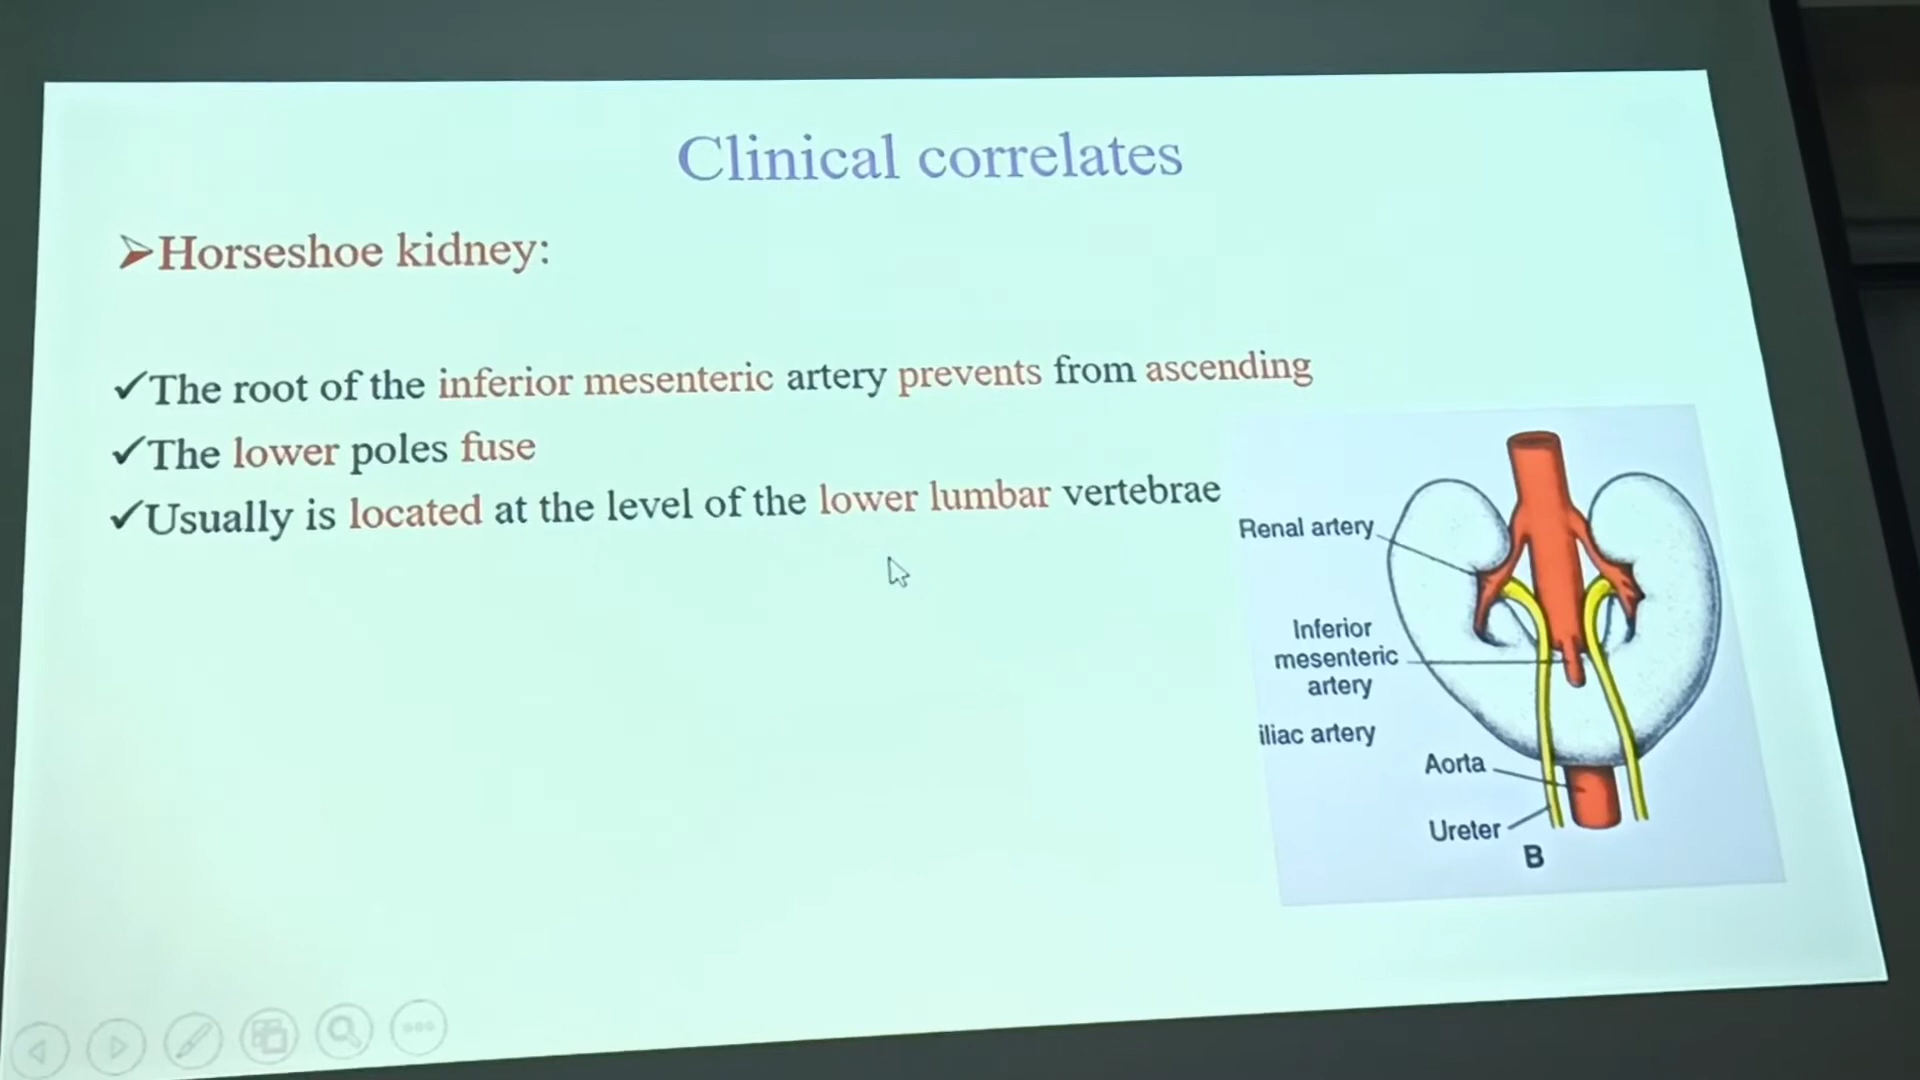 Clinical correlates
➢Horseshoe kidney:
✓The root of the inferior mesenteric artery prevents from ascending
✓The lower poles fuse
✓Usually is located at the level of the lower lumbar vertebrae
Renal artery
Inferior
mesenteric
artery
iliac artery
Aorta
Ureter
B